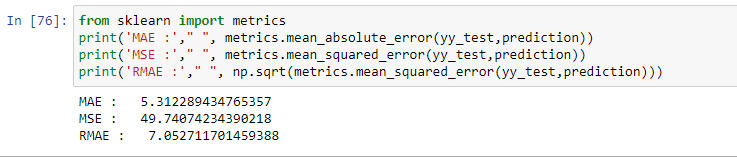 In [76]: from sklearn import metrics
print('MAE :'," ", metrics.mean_absolute_error(yy_test,prediction))
print('MSE :'," ", metrics.mean_squared_error(yy_test,prediction))
print('RMAE :'," ", np.sqrt(metrics.mean_squared_error(yy_test,prediction)))
MAE :   5.312289434765357
MSE :   49.74074234390218
RMAE :   7.052711701459388